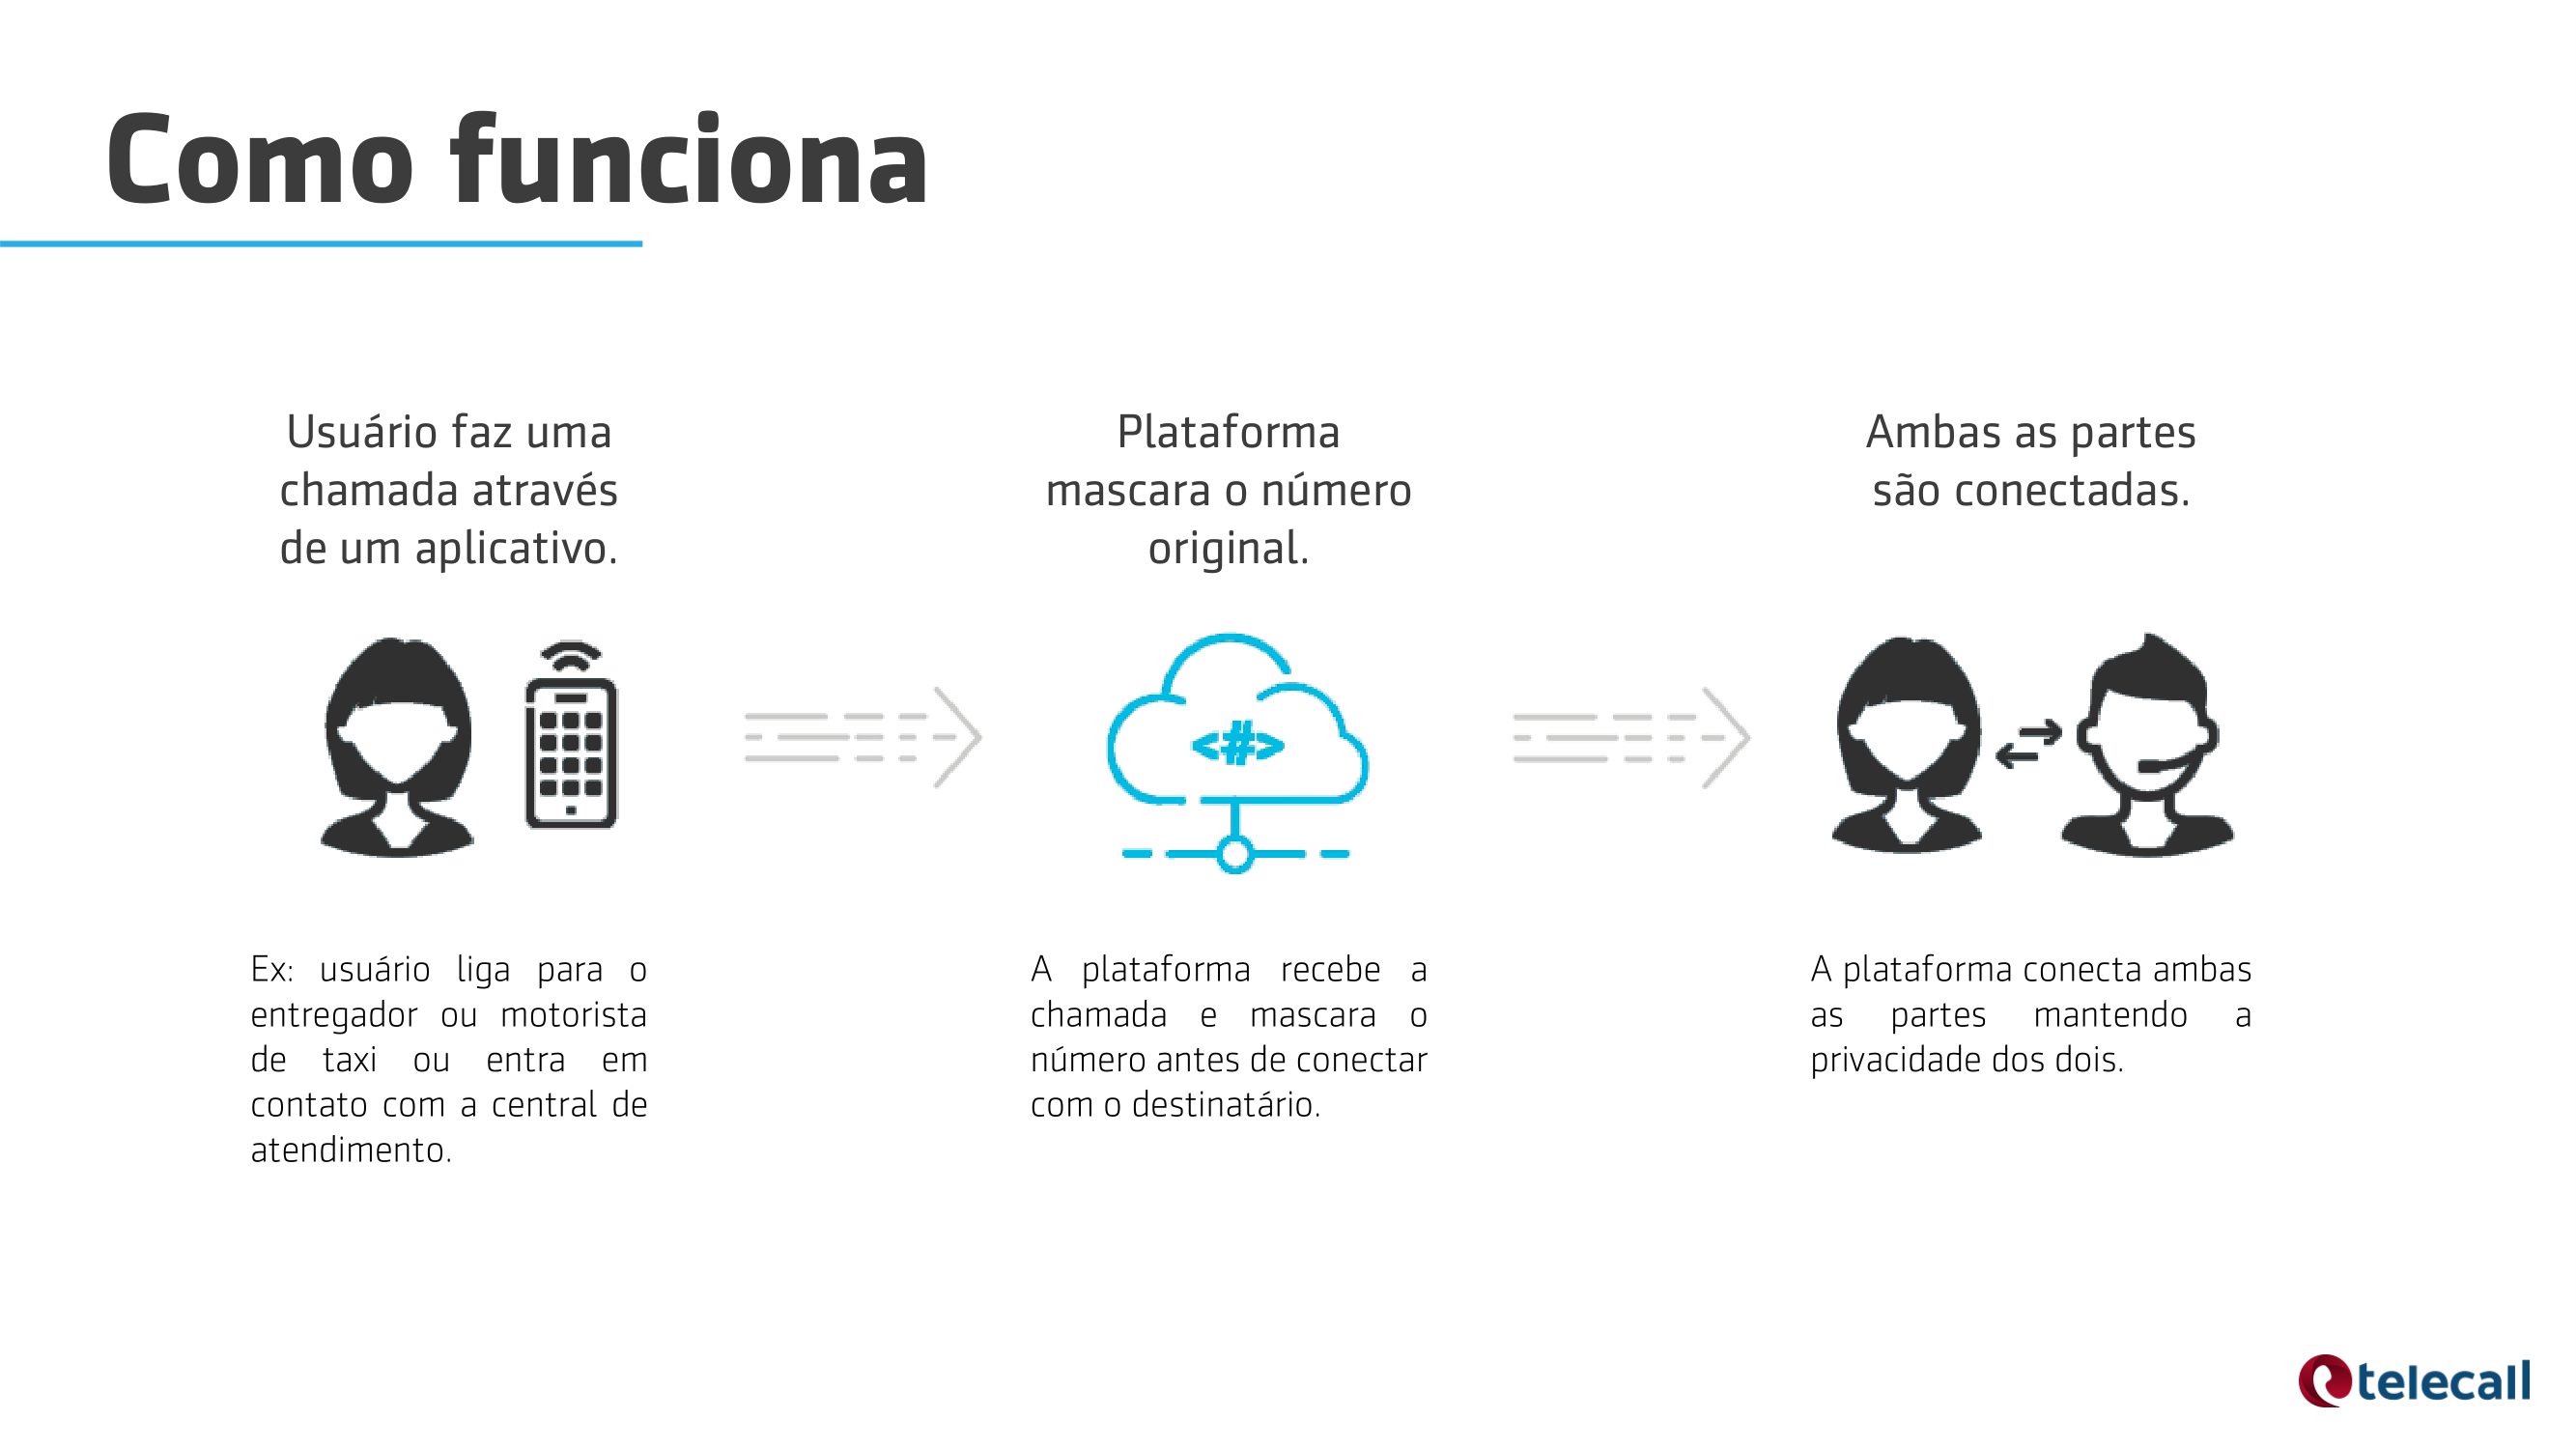 Como funciona
Usuário faz uma
chamada através
de um aplicativo.
Plataforma
mascara o número
original.
Ambas as partes
são conectadas.
<#>
Ex: usuário liga para o
entregador ou motorista
de taxi ou entra em
contato com a central de
atendimento.
A plataforma recebe a
chamada e mascara o
número antes de conectar
com o destinatário.
A plataforma conecta ambas
as partes mantendo a
privacidade dos dois.
telecall